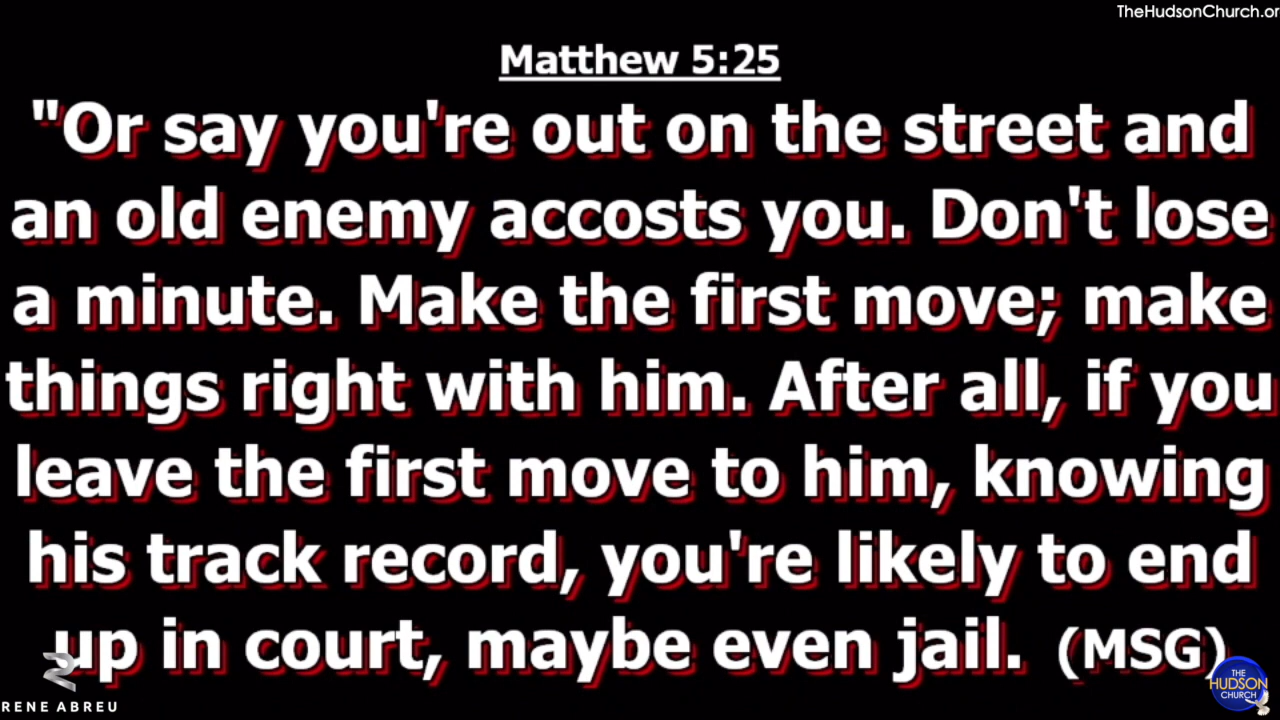 TheHudsonChurch.or
Matthew 5:25
"Or say you're out on the street and
an old enemy accosts you. Don't lose
a minute. Make the first move; make
things right with him. After all, if you
leave the first move to him, knowing
his track record, you're likely to end
up in court, maybe even jail. (MSG)
RENE ABREU
THE
HUDSON
CHURCH